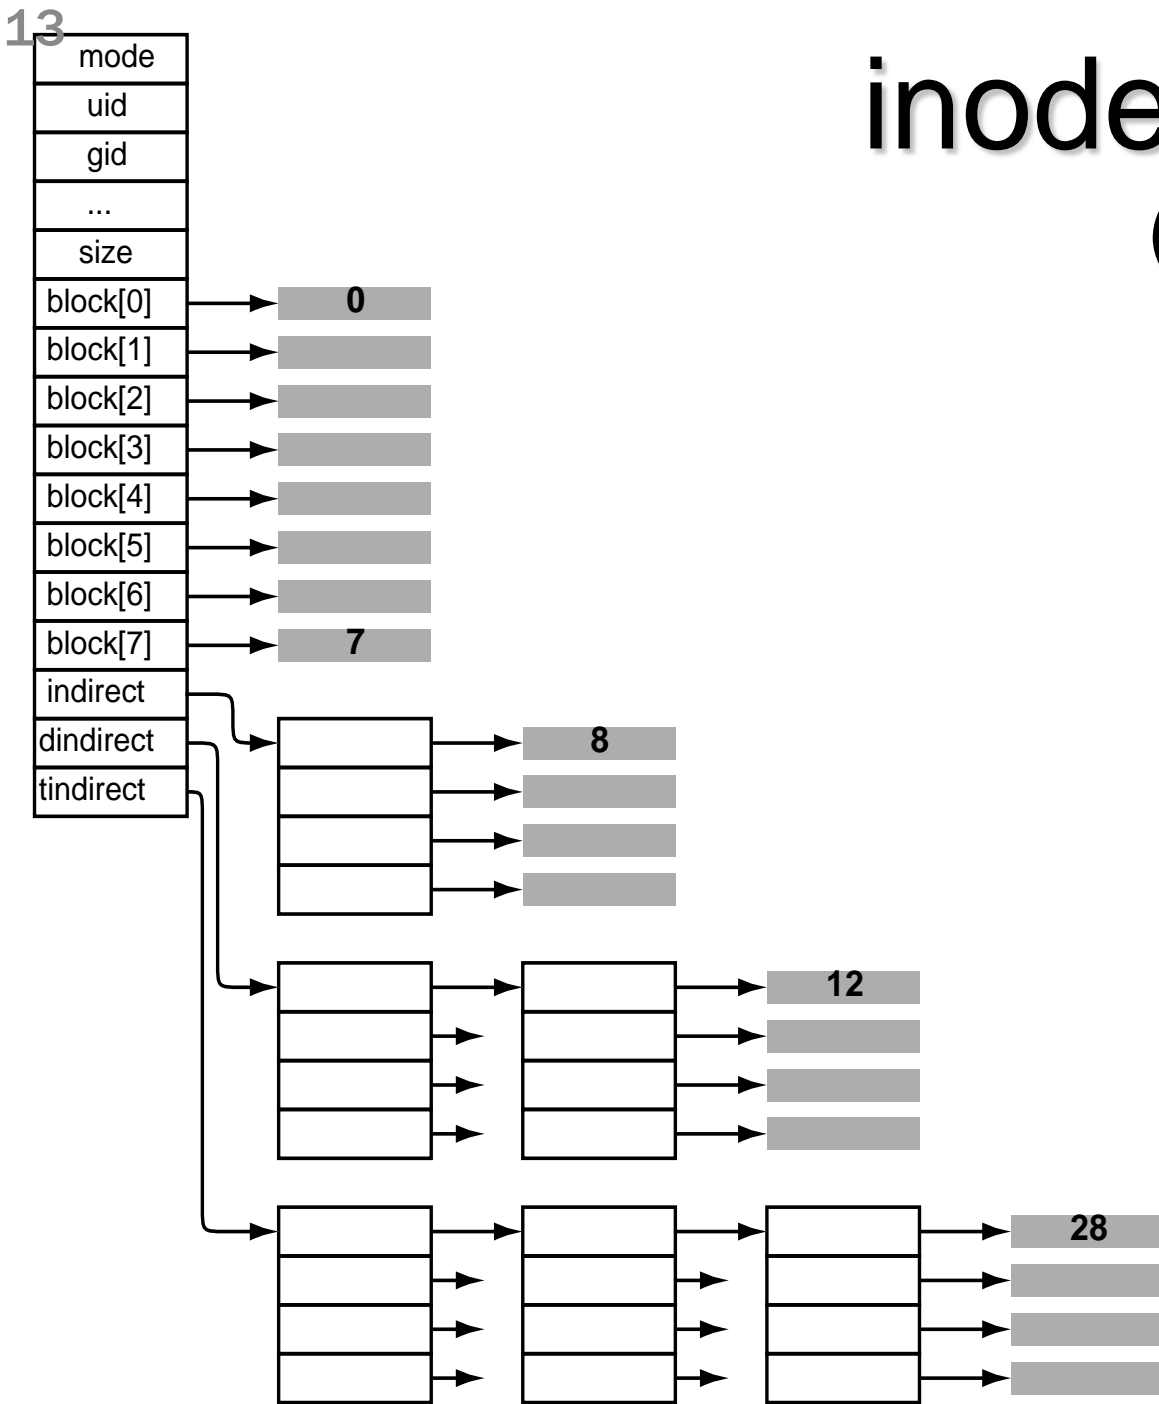 13
inode
mode
uid
gid
...
size
block[0]
0
block[1]
block[2]
block[3]
block[4]
block[5]
block[6]
block[7]
7
indirect
dindirect
8
tindirect
12
28